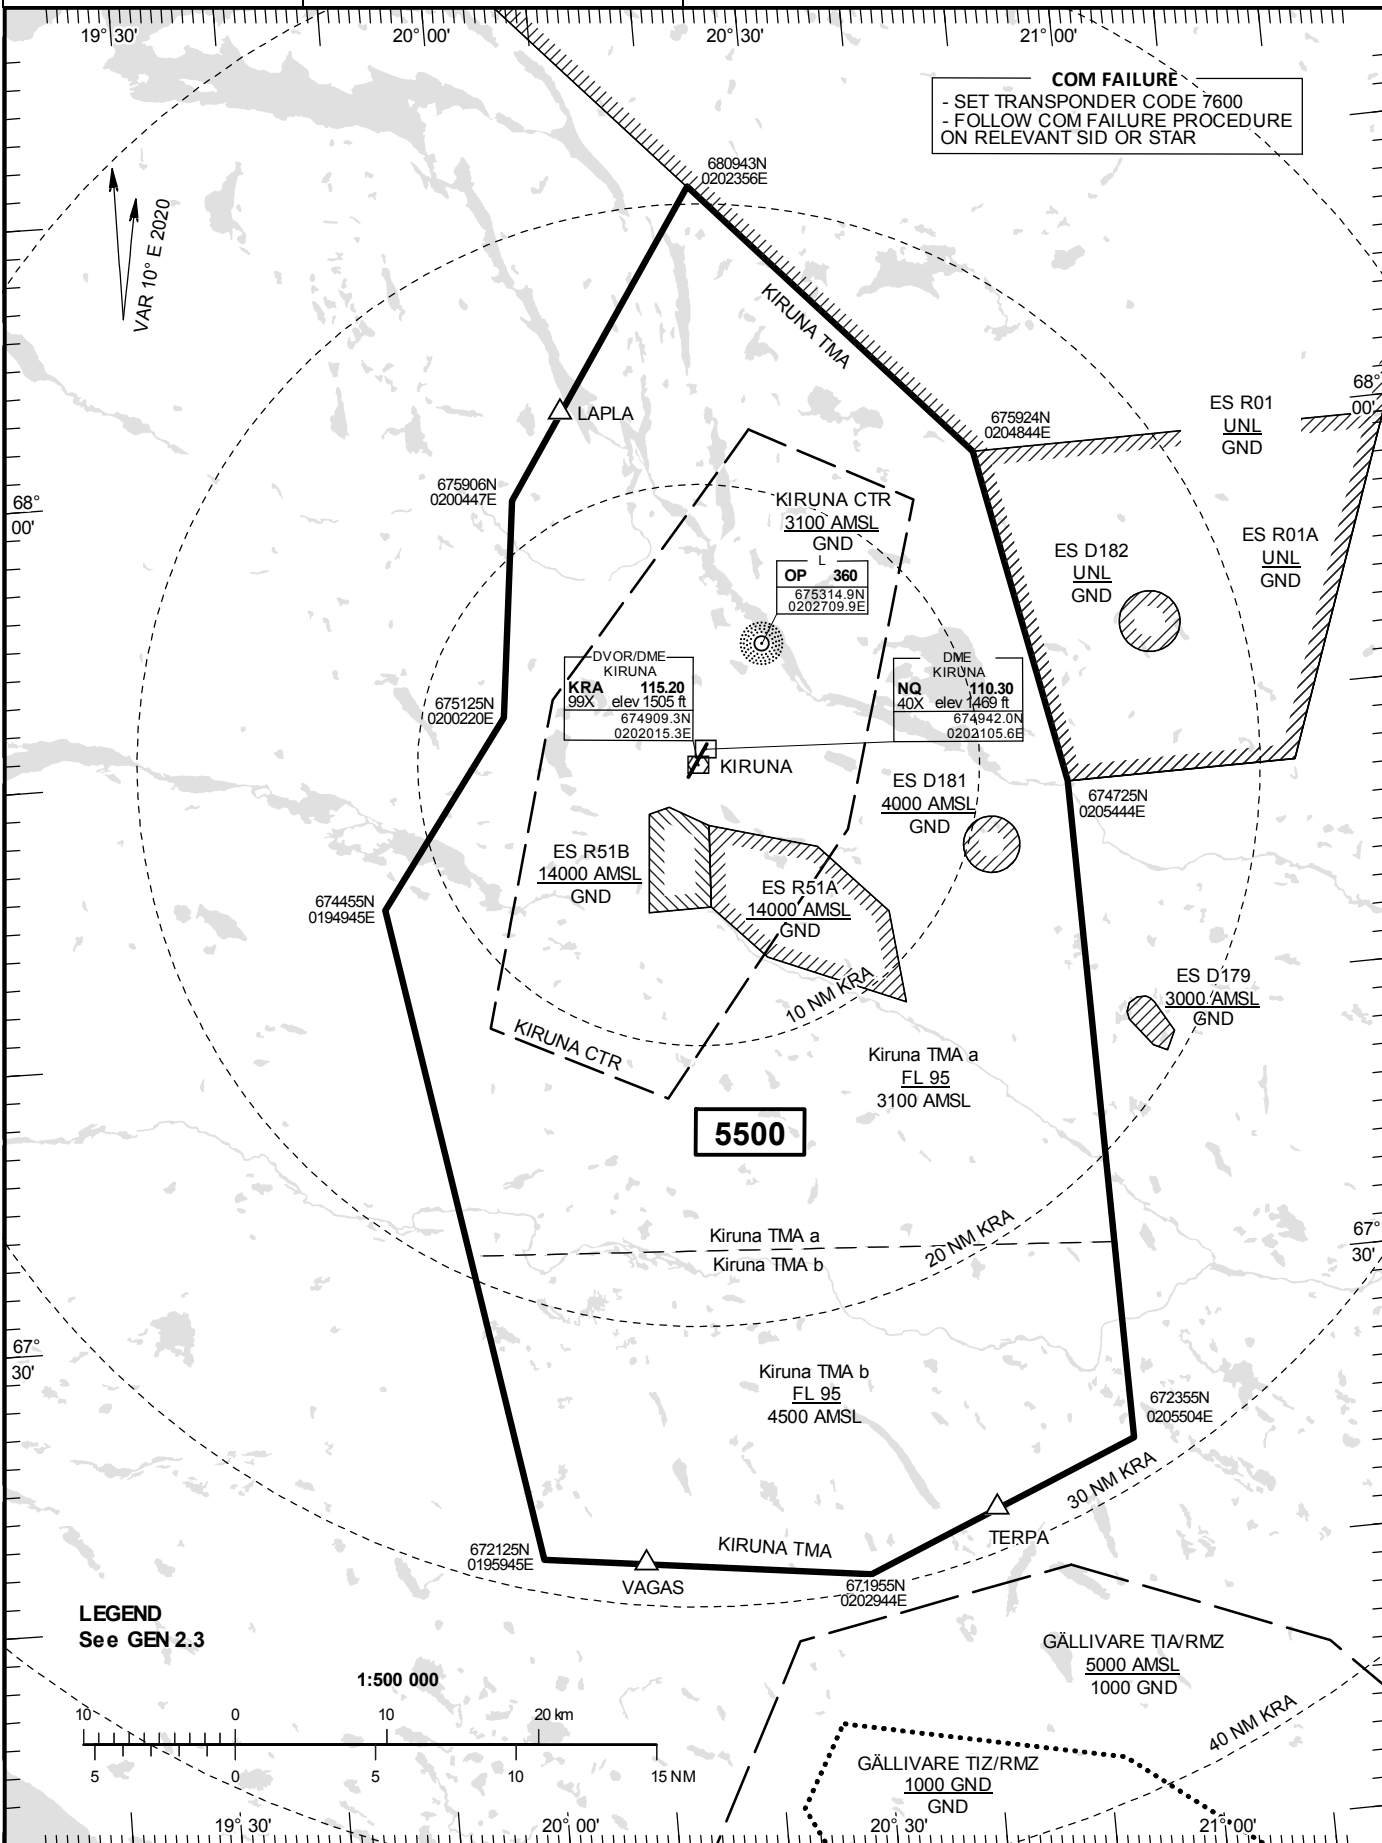 19° 30'
20° 00'
20° 30'
21° 00'
COM FAILURE
- SET TRANSPONDER CODE 7600
- FOLLOW COM FAILURE PROCEDURE
ON RELEVANT SID OR STAR
680943N
0202356E
VAR 10° E 2020
KIRUNA TMA
LAPLA
68°
00'
ES R01
UNL
GND
675924N
0204844E
675906N
0200447E
68°
00'
KIRUNA CTR
3100 AMSL
GND
ES R01A
UNL
GND
ES D182
UNL
GND
L
OP 360
675314.9N
0202709.9E
DVOR/DME
KIRUNA
KRA 115.20
99X elev 1505 ft
674909.3N
0202015.3E
DME
KIRUNA
NQ 110.30
40X elev 1469 ft
674942.0N
0202105.6E
675125N
0200220E
KIRUNA
ES D181
4000 AMSL
GND
674725N
0205444E
ES R51B
14000 AMSL
GND
ES R51A
14000 AMSL
GND
674455N
0194945E
10 NM KRA
ES D179
3000 AMSL
GND
KIRUNA CTR
Kiruna TMA a
FL 95
3100 AMSL
5500
Kiruna TMA a
Kiruna TMA b
20 NM KRA
67°
30'
67°
30'
Kiruna TMA b
FL 95
4500 AMSL
672355N
0205504E
30 NM KRA
TERPA
KIRUNA TMA
672125N
0195945E
VAGAS
671955N
0202944E
LEGEND
See GEN 2.3
GÄLLIVARE TIA/RMZ
5000 AMSL
1000 GND
1:500 000
10 0 10 20 km
5 0 5 10 15 NM
40 NM KRA
GÄLLIVARE TIZ/RMZ
1000 GND
GND
19° 30'
20° 00'
20° 30'
21° 00'